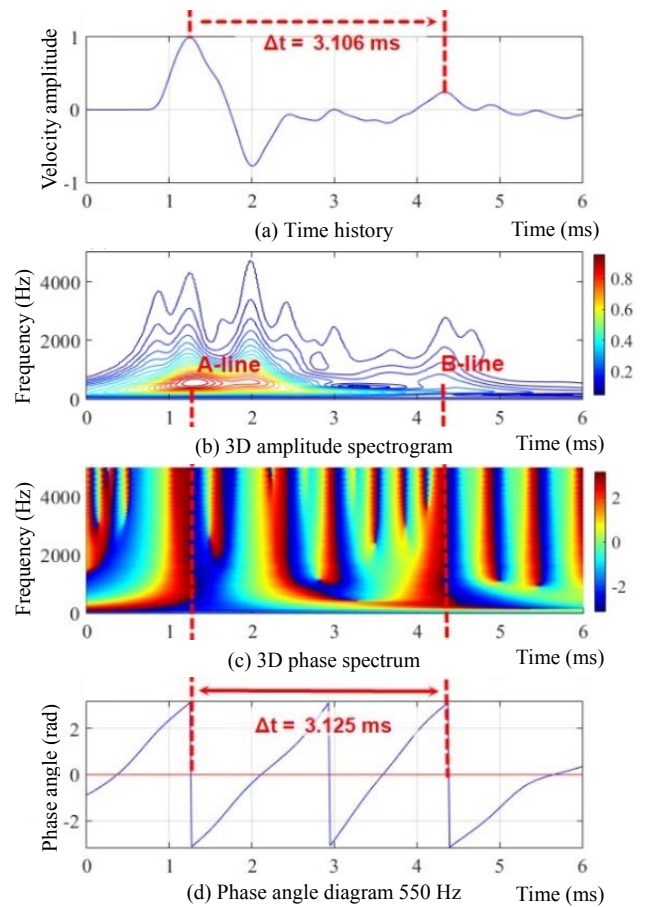 Δt = 3.106 ms
Velocity amplitude
1
0
-1
0 1 2 3 4 5 6
(a) Time history Time (ms)
Frequency (Hz)
4000
2000
0
A-line B-line
0.8
0.6
0.4
0.2
0 1 2 3 4 5 6
(b) 3D amplitude spectrogram Time (ms)
Frequency (Hz)
4000
2000
0
2
0
-2
0 1 2 3 4 5 6
(c) 3D phase spectrum Time (ms)
Phase angle (rad)
2
0
-2
Δt = 3.125 ms
0 1 2 3 4 5 6
(d) Phase angle diagram 550 Hz Time (ms)